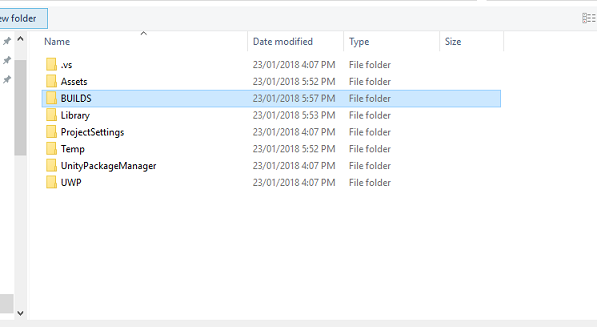 ew folder
Name Date modified Type Size
.vs 23/01/2018 4:07 PM File folder
Assets 23/01/2018 5:52 PM File folder
BUILDS 23/01/2018 5:57 PM File folder
Library 23/01/2018 5:53 PM File folder
ProjectSettings 23/01/2018 4:07 PM File folder
Temp 23/01/2018 5:52 PM File folder
UnityPackageManager 23/01/2018 4:07 PM File folder
UWP 23/01/2018 4:07 PM File folder